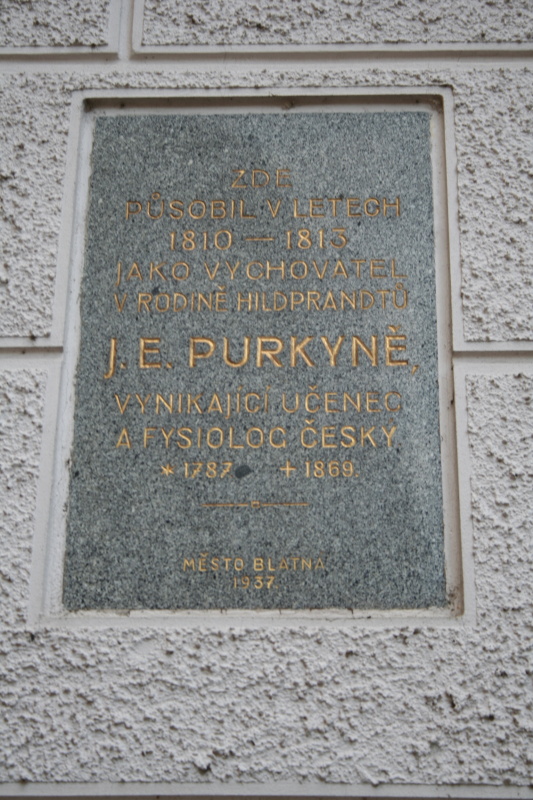 ZDE
PŮSOBIL V LETECH
1810 — 1813
JAKO VYCHOVATEL
V RODINĚ HILDPRANDTŮ
J. E. PURKYNĚ,
VYNIKAJÍCÍ UČENEC
A FYSIOLOG ČESKÝ
* 1787 + 1869.
MĚSTO BLATNÁ
1937